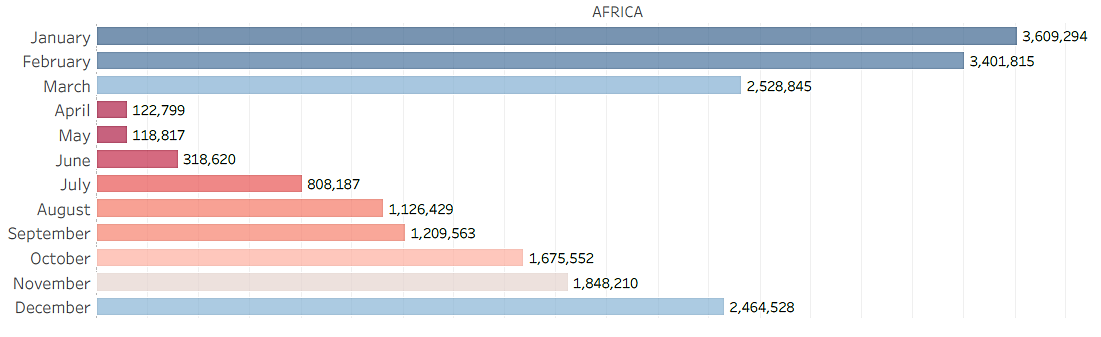 AFRICA
January 3,609,294
February 3,401,815
March 2,528,845
April 122,799
May 118,817
June 318,620
July 808,187
August 1,126,429
September 1,209,563
October 1,675,552
November 1,848,210
December 2,464,528